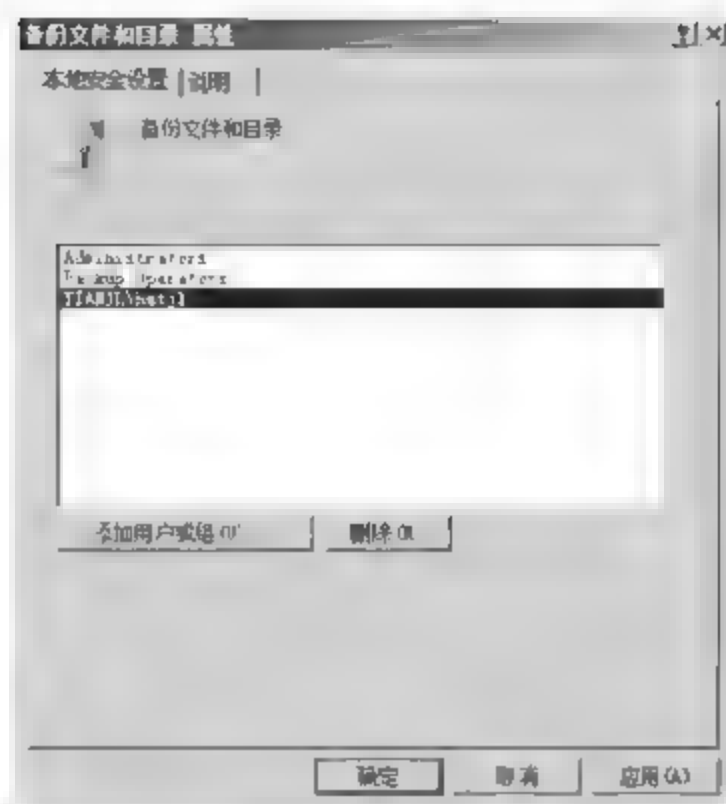 备份文件和目录 属性
本地安全设置 说明
备份文件和目录
Administrators
Backup Operators
添加用户或组(U)
删除(R)
确定 取消 应用(A)